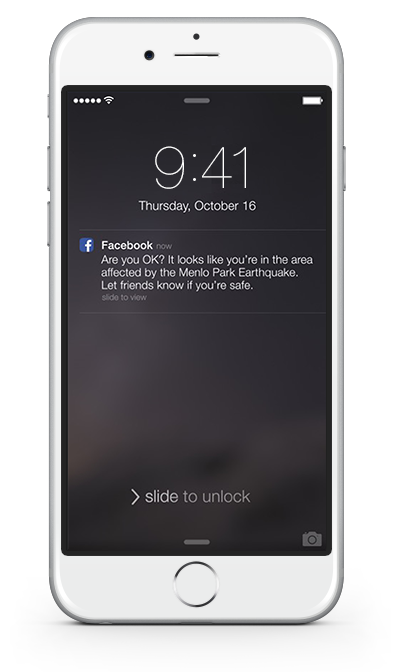 9:41
Thursday, October 16
Facebook now
Are you OK? It looks like you're in the area
affected by the Menlo Park Earthquake.
Let friends know if you're safe.
slide to view
slide to unlock